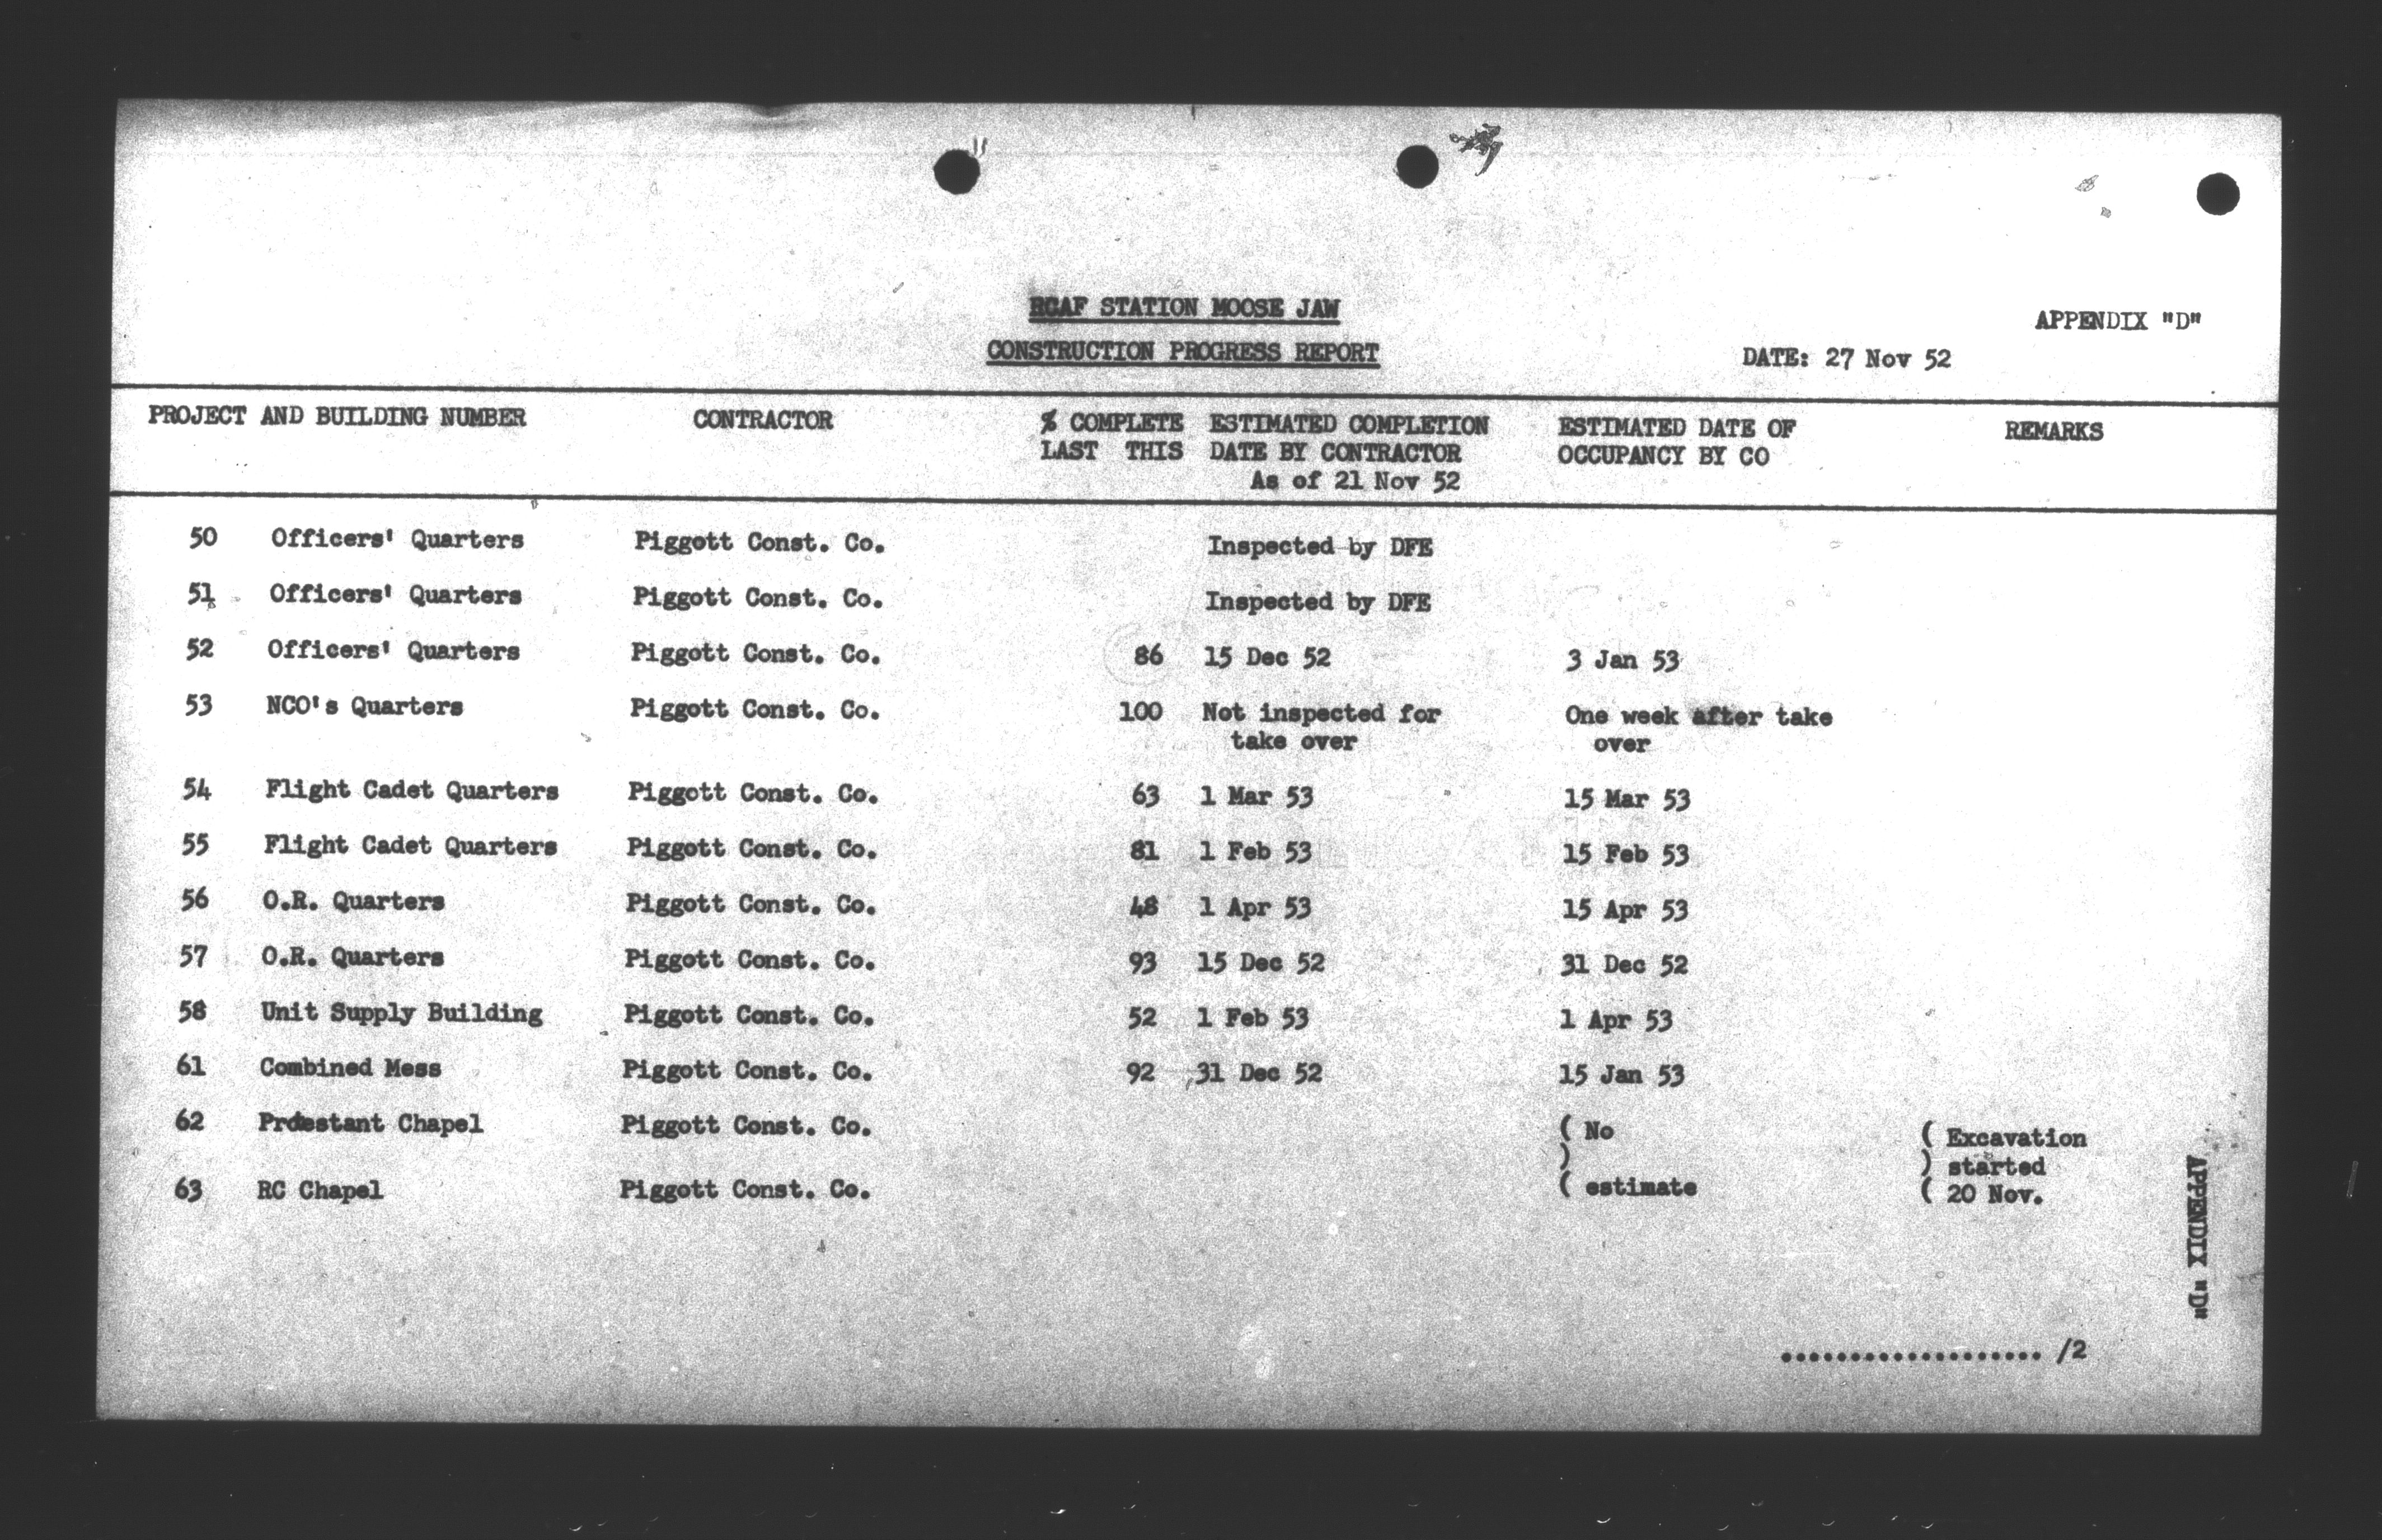 RCAF STATION MOOSE JAW
APPENDIX "D"
CONSTRUCTION PROGRESS REPORT
DATE: 27 Nov 52
PROJECT AND BUILDING NUMBER CONTRACTOR % COMPLETE ESTIMATED COMPLETION ESTIMATED DATE OF REMARKS
LAST THIS DATE BY CONTRACTOR OCCUPANCY BY CO
As of 21 Nov 52
50 Officers' Quarters Piggott Const. Co. Inspected by DFE
51 Officers' Quarters Piggott Const. Co. Inspected by DFE
52 Officers' Quarters Piggott Const. Co. 86 15 Dec 52 3 Jan 53
53 NCO's Quarters Piggott Const. Co. 100 Not inspected for One week after take
take over over
54 Flight Cadet Quarters Piggott Const. Co. 63 1 Mar 53 15 Mar 53
55 Flight Cadet Quarters Piggott Const. Co. 81 1 Feb 53 15 Feb 53
56 O.R. Quarters Piggott Const. Co. 48 1 Apr 53 15 Apr 53
57 O.R. Quarters Piggott Const. Co. 93 15 Dec 52 31 Dec 52
58 Unit Supply Building Piggott Const. Co. 52 1 Feb 53 1 Apr 53
61 Combined Mess Piggott Const. Co. 92 31 Dec 52 15 Jan 53
62 Protestant Chapel Piggott Const. Co. ( No ( Excavation
) ) started
63 RC Chapel Piggott Const. Co. ( estimate ( 20 Nov.
APPENDIX "D"
................... /2